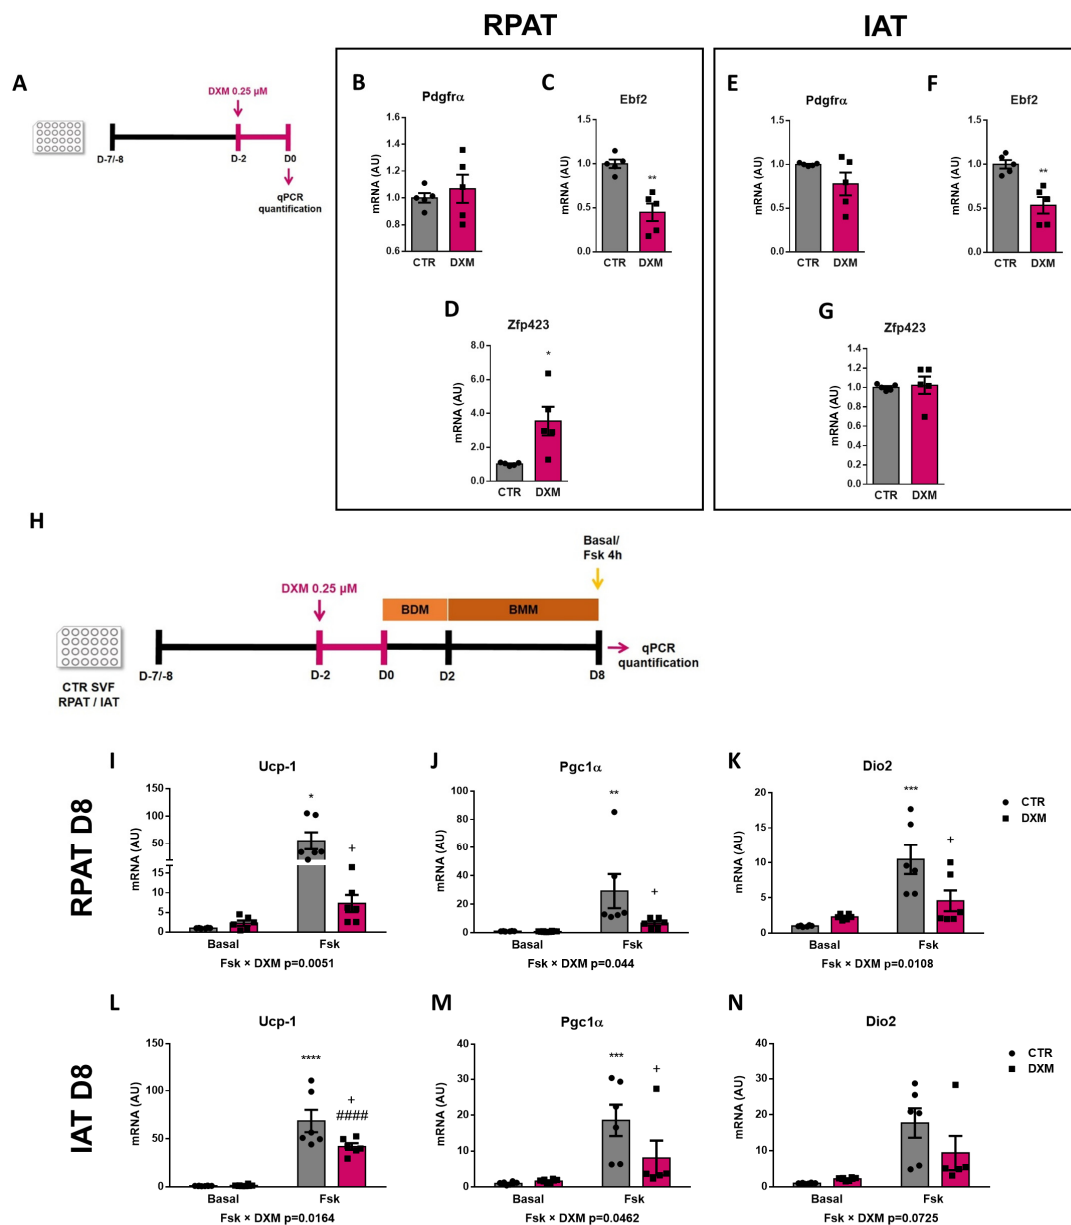 RPAT
IAT
A
DXM 0.25 µM
D-7/-8
D-2
D0
qPCR
quantification
B
Pdgfrα
mRNA (AU)
1.6
1.4
1.2
1.0
0.8
0.6
CTR
DXM
C
Ebf2
mRNA (AU)
1.5
1.0
0.5
0.0
**
CTR
DXM
D
Zfp423
mRNA (AU)
8.0
6.0
4.0
2.0
0.0
*
CTR
DXM
E
Pdgfrα
mRNA (AU)
1.5
1.0
0.5
0.0
CTR
DXM
F
Ebf2
mRNA (AU)
1.5
1.0
0.5
0.0
**
CTR
DXM
G
Zfp423
mRNA (AU)
1.4
1.2
1.0
0.8
0.6
0.4
0.2
0.0
CTR
DXM
H
Basal/
Fsk 4h
DXM 0.25 µM
BDM
BMM
CTR SVF
RPAT / IAT
D-7/-8
D-2
D0
D2
D8
qPCR
quantification
RPAT D8
I
Ucp-1
mRNA (AU)
150
100
50
15
10
5
0
*
+
Basal
Fsk
Fsk × DXM p=0.0051
J
Pgc1α
mRNA (AU)
100
80
60
40
20
0
**
+
Basal
Fsk
Fsk × DXM p=0.044
K
Dio2
mRNA (AU)
20
15
10
5
0
***
+
Basal
Fsk
Fsk × DXM p=0.0108
CTR
DXM
IAT D8
L
Ucp-1
mRNA (AU)
150
100
50
0
****
+
####
Basal
Fsk
Fsk × DXM p=0.0164
M
Pgc1α
mRNA (AU)
40
30
20
10
0
***
+
Basal
Fsk
Fsk × DXM p=0.0462
N
Dio2
mRNA (AU)
40
30
20
10
0
Basal
Fsk
Fsk × DXM p=0.0725
CTR
DXM